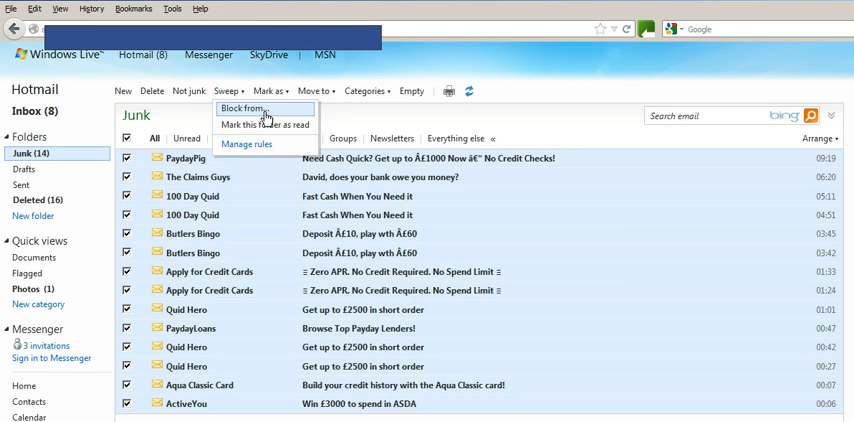 File Edit View History Bookmarks Tools Help
Google
Windows Live™ Hotmail (8) Messenger SkyDrive MSN
Hotmail
New Delete Not junk Sweep Mark as Move to Categories Empty
Inbox (8)
Block from...
Junk
Search email bing
Mark this folder as read
Folders
All Unread Groups Newsletters Everything else « Arrange
Manage rules
Junk (14)
PaydayPig Need Cash Quick? Get up to Â£1000 Now â€“ No Credit Checks! 09:19
Drafts
The Claims Guys David, does your bank owe you money? 06:20
Sent
100 Day Quid Fast Cash When You Need it 05:11
Deleted (16)
100 Day Quid Fast Cash When You Need it 04:51
New folder
Butlers Bingo Deposit Â£10, play wth Â£60 03:45
Quick views
Butlers Bingo Deposit Â£10, play wth Â£60 03:42
Documents
Apply for Credit Cards Ξ Zero APR. No Credit Required. No Spend Limit Ξ 01:33
Flagged
Apply for Credit Cards Ξ Zero APR. No Credit Required. No Spend Limit Ξ 01:24
Photos (1)
New category
Quid Hero Get up to £2500 in short order 01:01
Messenger
PaydayLoans Browse Top Payday Lenders! 00:47
3 invitations
Quid Hero Get up to £2500 in short order 00:42
Sign in to Messenger
Quid Hero Get up to £2500 in short order 00:27
Home
Aqua Classic Card Build your credit history with the Aqua Classic card! 00:07
Contacts
ActiveYou Win £3000 to spend in ASDA 00:06
Calendar